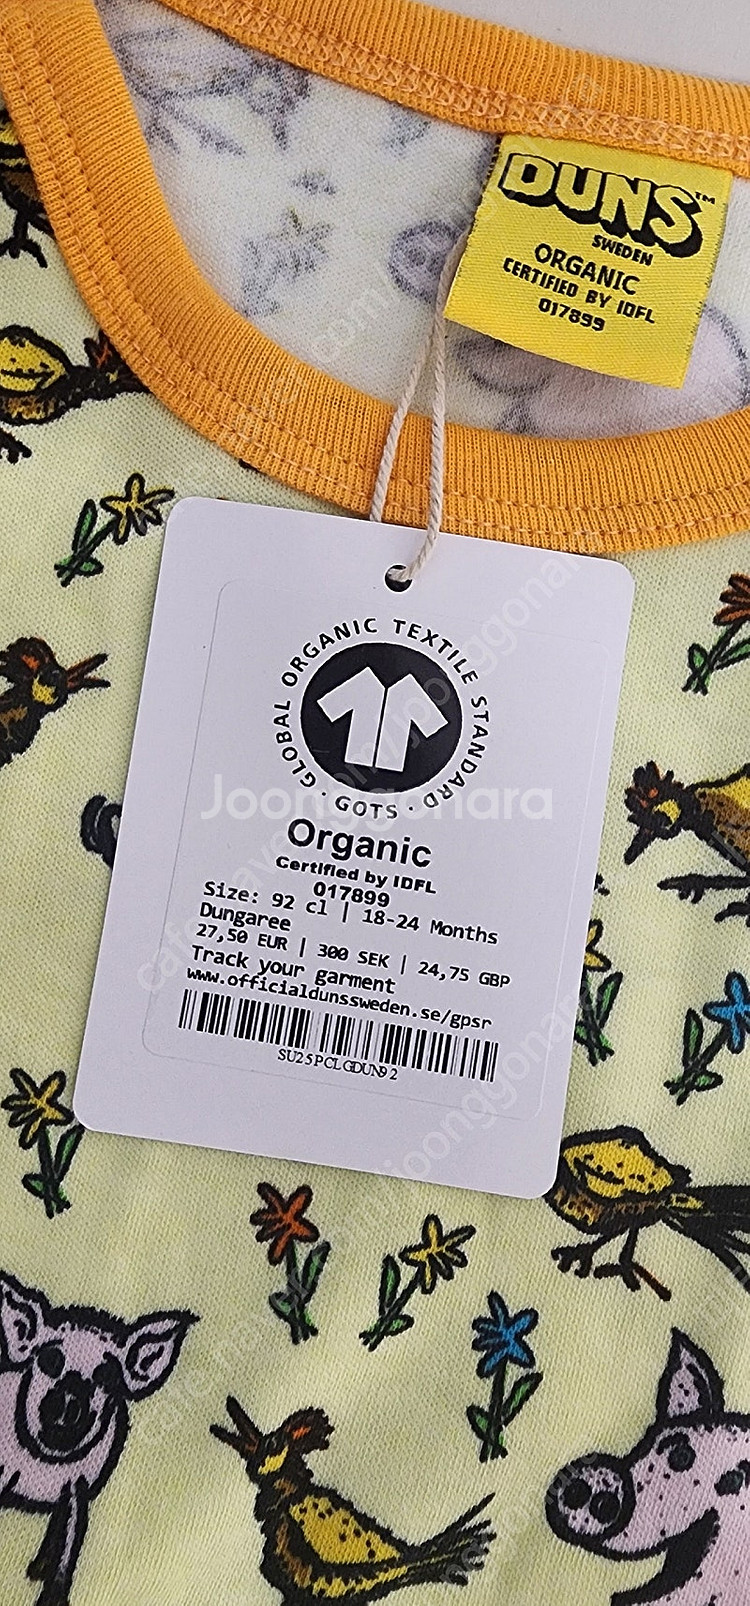 DUNS™
SWEDEN
ORGANIC
CERTIFIED BY IDFL
017899
GLOBAL ORGANIC TEXTILE STANDARD · GOTS ·
Joonggonara
Organic
Certified by IDFL
017899
Size: 92 cl | 18-24 Months
Dungaree
27,50 EUR | 300 SEK | 24,75 GBP
Track your garment
www.officialdunssweden.se/gpsr
SU25PCLGDUN92